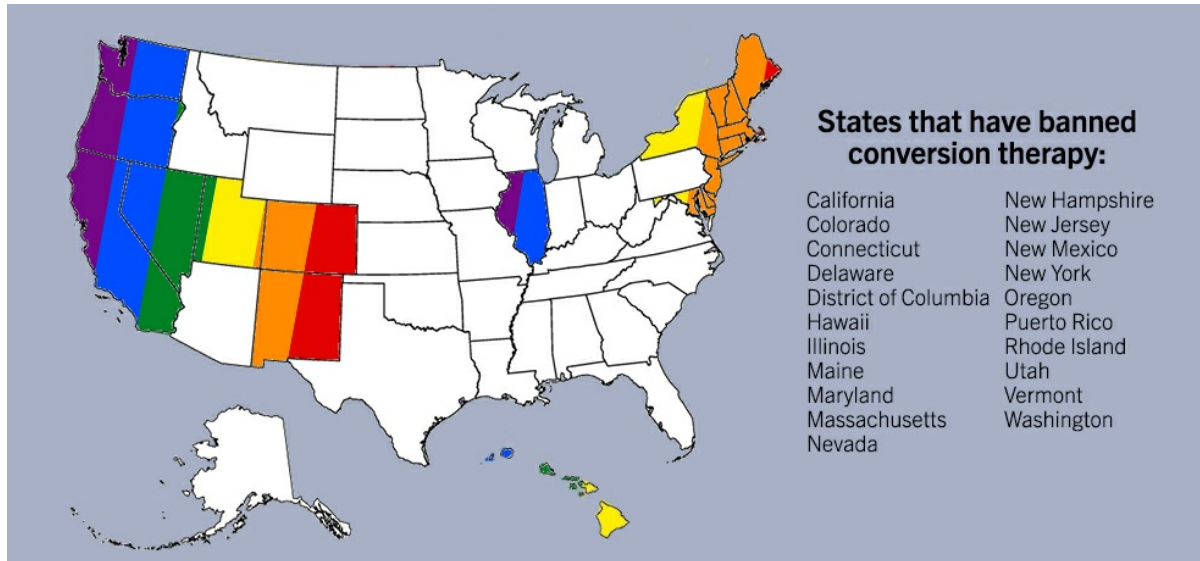 States that have banned
conversion therapy:
California
Colorado
Connecticut
Delaware
District of Columbia
Hawaii
Illinois
Maine
Maryland
Massachusetts
Nevada
New Hampshire
New Jersey
New Mexico
New York
Oregon
Puerto Rico
Rhode Island
Utah
Vermont
Washington